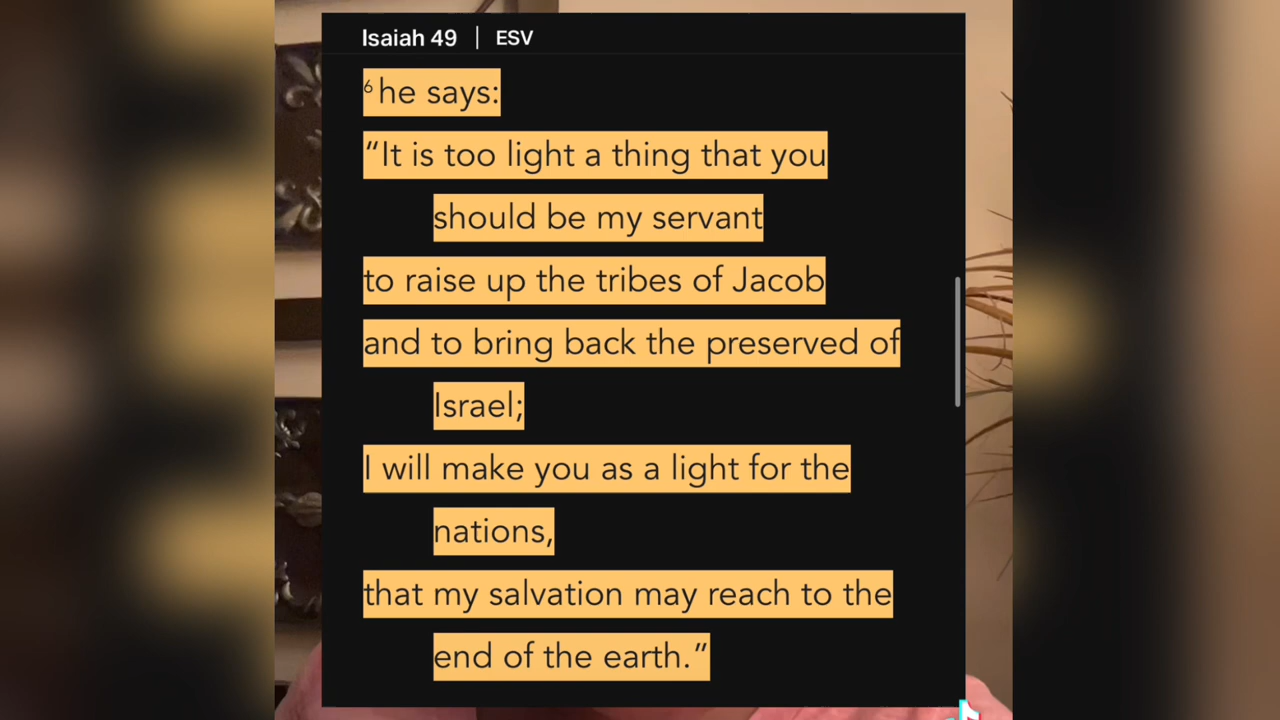 Isaiah 49 | ESV
6 he says:
“It is too light a thing that you
should be my servant
to raise up the tribes of Jacob
and to bring back the preserved of
Israel;
I will make you as a light for the
nations,
that my salvation may reach to the
end of the earth.”